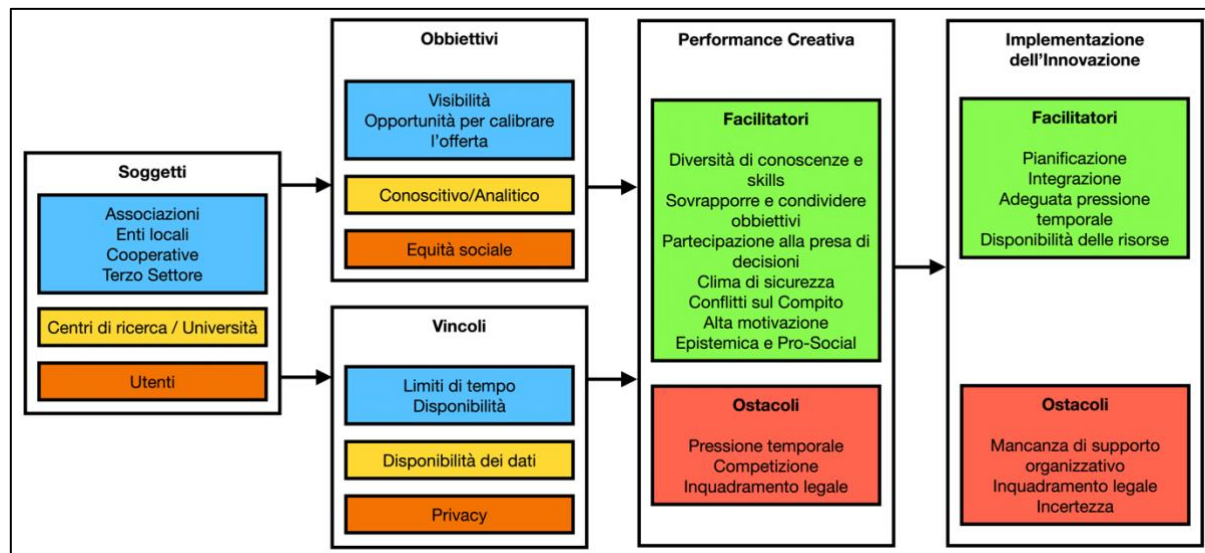 Soggetti
Associazioni
Enti locali
Cooperative
Terzo Settore
Centri di ricerca / Università
Utenti
Obbiettivi
Visibilità
Opportunità per calibrare
l'offerta
Conoscitivo/Analitico
Equità sociale
Vincoli
Limiti di tempo
Disponibilità
Disponibilità dei dati
Privacy
Performance Creativa
Facilitatori
Diversità di conoscenze e
skills
Sovrapporre e condividere
obbiettivi
Partecipazione alla presa di
decisioni
Clima di sicurezza
Conflitti sul Compito
Alta motivazione
Epistemica e Pro-Social
Ostacoli
Pressione temporale
Competizione
Inquadramento legale
Implementazione
dell'Innovazione
Facilitatori
Pianificazione
Integrazione
Adeguata pressione
temporale
Disponibilità delle risorse
Ostacoli
Mancanza di supporto
organizzativo
Inquadramento legale
Incertezza